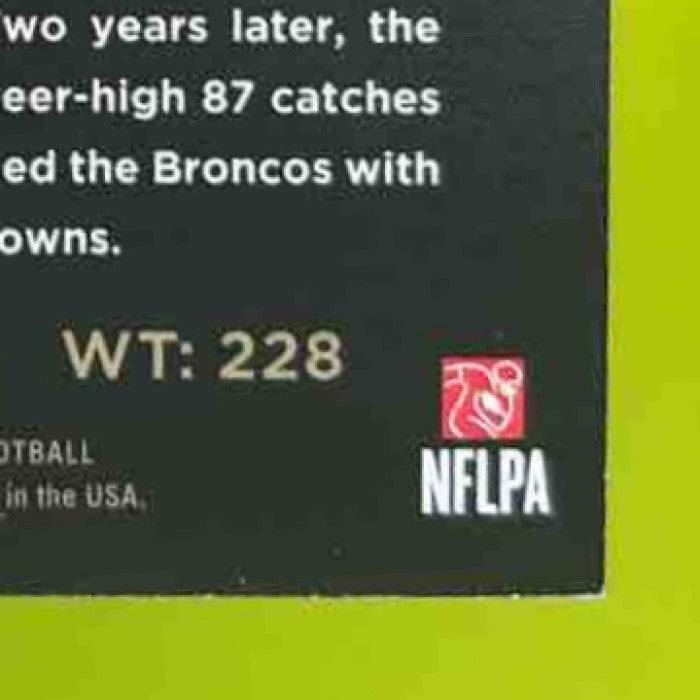 wo years later, the
eer-high 87 catches
ed the Broncos with
owns.
WT: 228
OTBALL
in the USA.
NFLPA